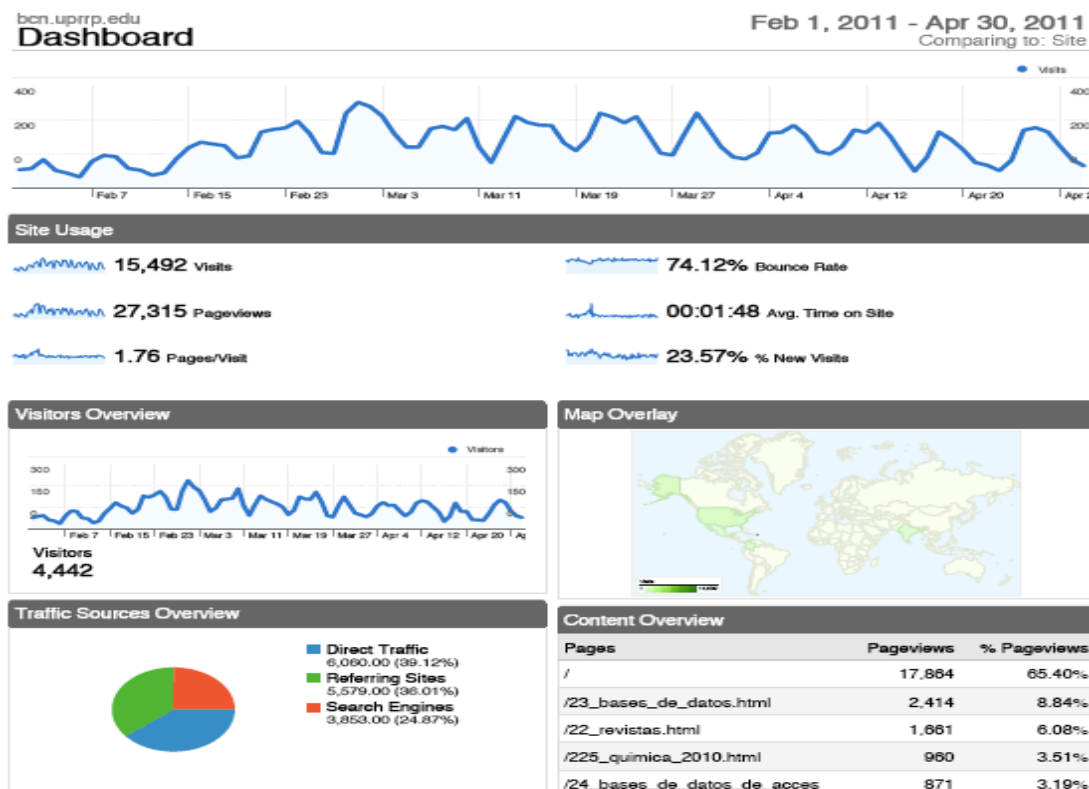 bcn.uprrp.edu
Dashboard
Feb 1, 2011 - Apr 30, 2011
Comparing to: Site
Visits
400 400
200 200
0 0
Feb 7 Feb 15 Feb 23 Mar 3 Mar 11 Mar 19 Mar 27 Apr 4 Apr 12 Apr 20 Apr
Site Usage
15,492 Visits
74.12% Bounce Rate
27,315 Pageviews
00:01:48 Avg. Time on Site
1.76 Pages/Visit
23.57% % New Visits
Visitors Overview
Visitors
300 300
150 150
0 0
Feb 7 Feb 15 Feb 23 Mar 3 Mar 11 Mar 19 Mar 27 Apr 4 Apr 12 Apr 20
Visitors
4,442
Map Overlay
Visits
Traffic Sources Overview
Direct Traffic
6,060.00 (39.12%)
Referring Sites
5,579.00 (36.01%)
Search Engines
3,853.00 (24.87%)
Content Overview
Pages Pageviews % Pageviews
/ 17,864 65.40%
/23_bases_de_datos.html 2,414 8.84%
/22_revistas.html 1,661 6.08%
/225_quimica_2010.html 960 3.51%
/24_bases_de_datos_de_acces 871 3.19%